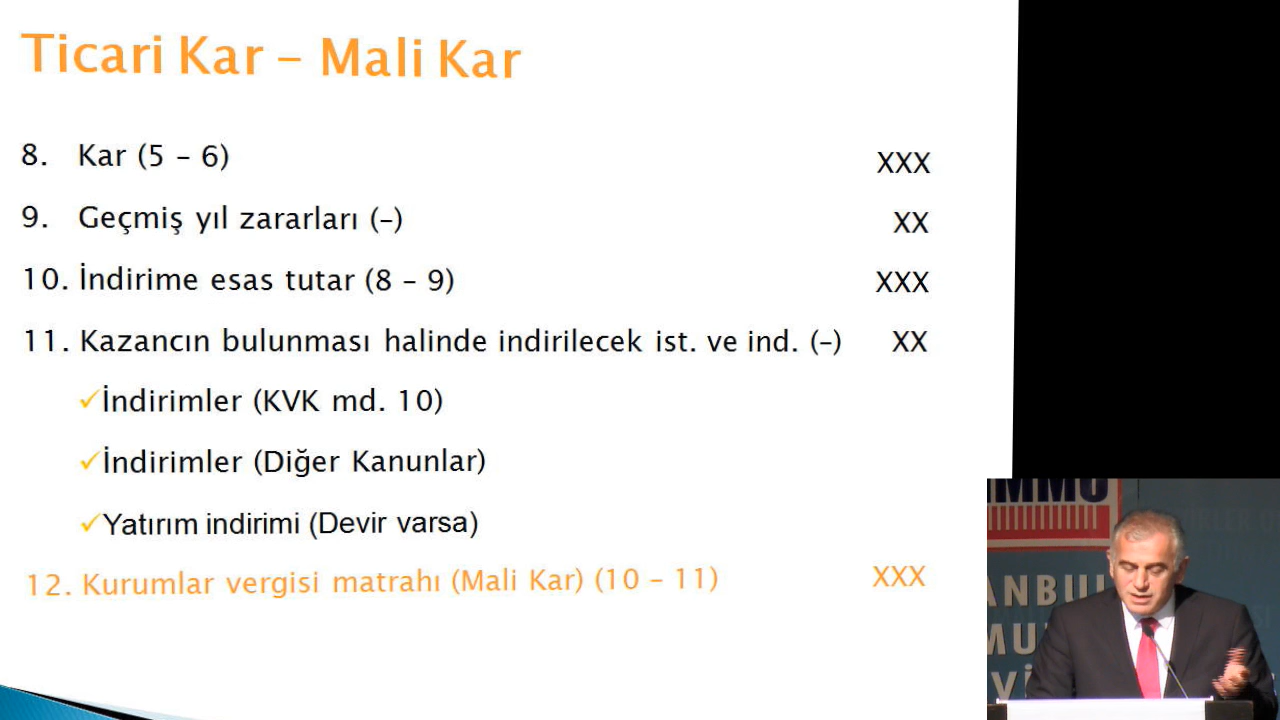 Ticari Kar – Mali Kar
8. Kar (5 – 6) XXX
9. Geçmiş yıl zararları (–) XX
10. İndirime esas tutar (8 – 9) XXX
11. Kazancın bulunması halinde indirilecek ist. ve ind. (–) XX
✓İndirimler (KVK md. 10)
✓İndirimler (Diğer Kanunlar)
✓Yatırım indirimi (Devir varsa)
12. Kurumlar vergisi matrahı (Mali Kar) (10 – 11) XXX